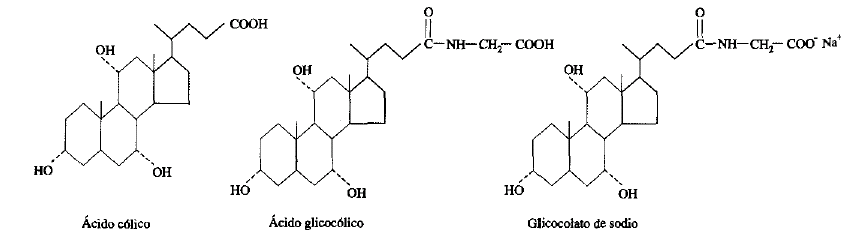 COOH
OH
HO
OH
Ácido cólico
O
C–NH–CH₂–COOH
OH
HO
OH
Ácido glicocólico
O
C–NH–CH₂–COO⁻ Na⁺
OH
HO
OH
Glicocolato de sodio